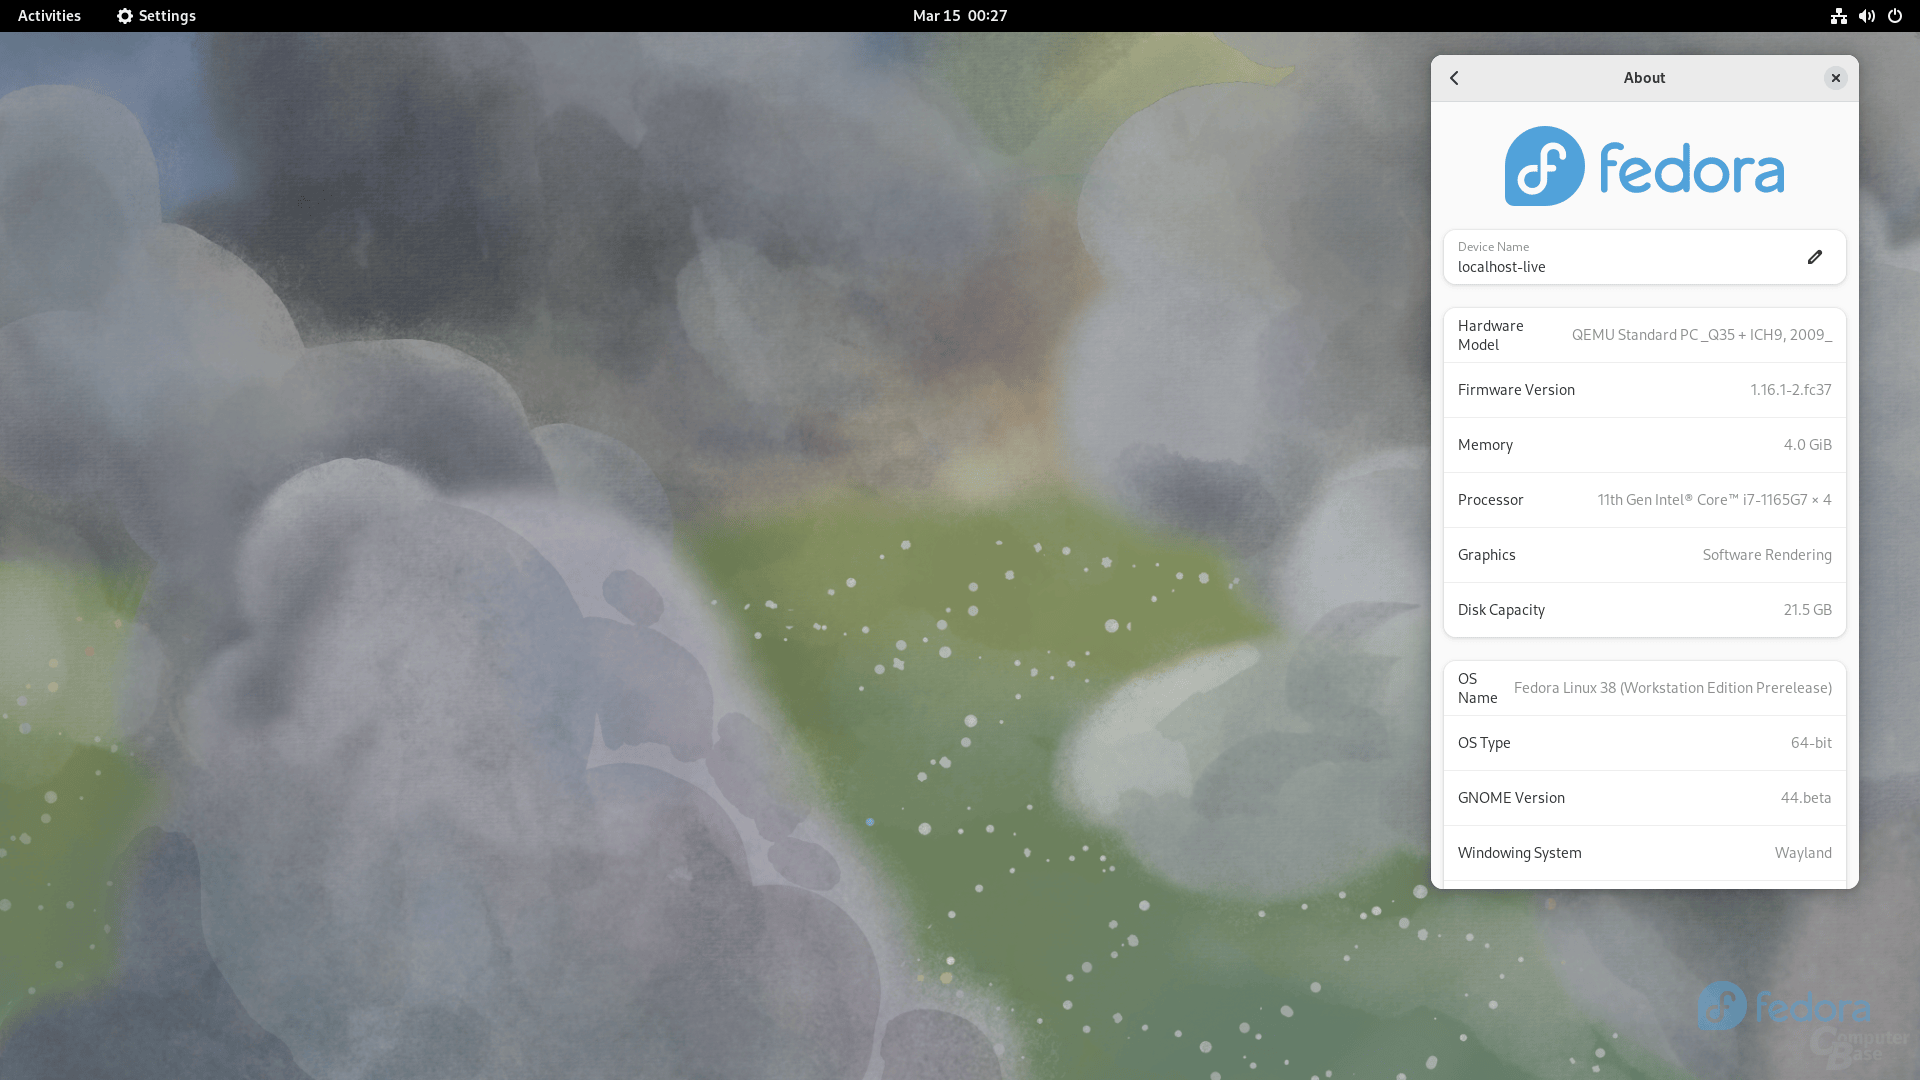 Activities
Settings
Mar 15 00:27
About
fedora
Device Name
localhost-live
Hardware
Model
QEMU Standard PC _Q35 + ICH9, 2009_
Firmware Version
1.16.1-2.fc37
Memory
4.0 GiB
Processor
11th Gen Intel® Core™ i7-1165G7 × 4
Graphics
Software Rendering
Disk Capacity
21.5 GB
OS
Name
Fedora Linux 38 (Workstation Edition Prerelease)
OS Type
64-bit
GNOME Version
44.beta
Windowing System
Wayland
fedora
Computer
Base